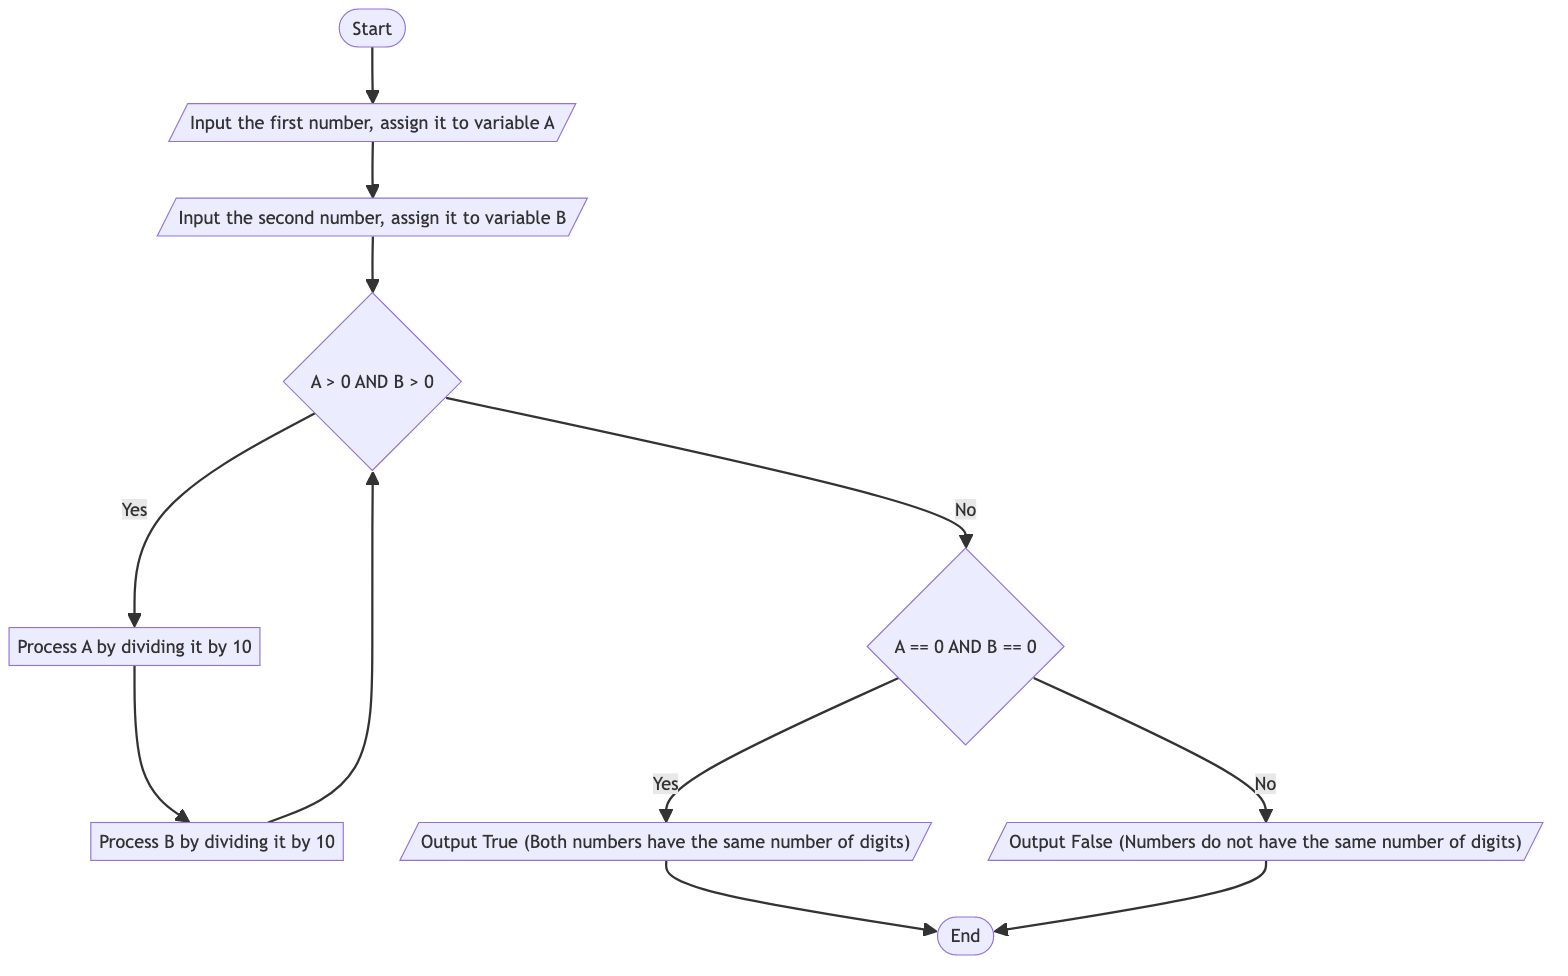 Start
Input the first number, assign it to variable A
Input the second number, assign it to variable B
A > 0 AND B > 0
Yes
No
Process A by dividing it by 10
A == 0 AND B == 0
Yes
No
Process B by dividing it by 10
Output True (Both numbers have the same number of digits)
Output False (Numbers do not have the same number of digits)
End